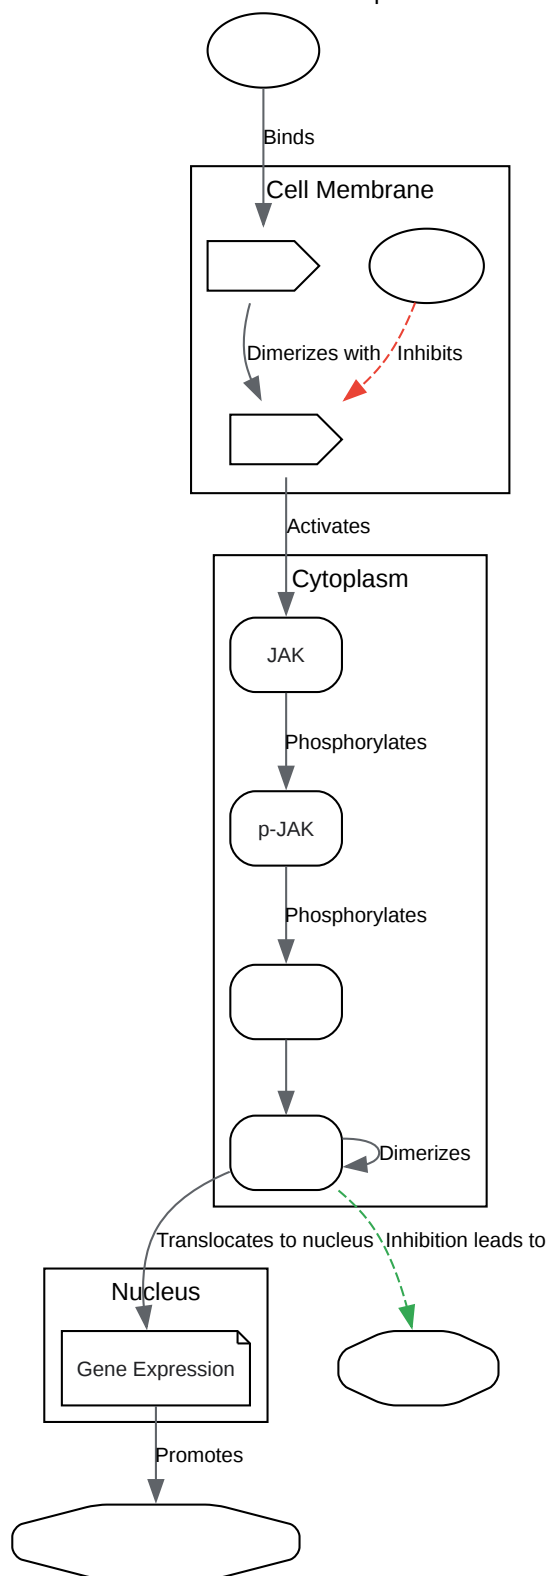 Binds
Cell Membrane
Dimerizes with
Inhibits
Activates
Cytoplasm
JAK
Phosphorylates
p-JAK
Phosphorylates
Dimerizes
Translocates to nucleus
Inhibition leads to
Nucleus
Gene Expression
Promotes